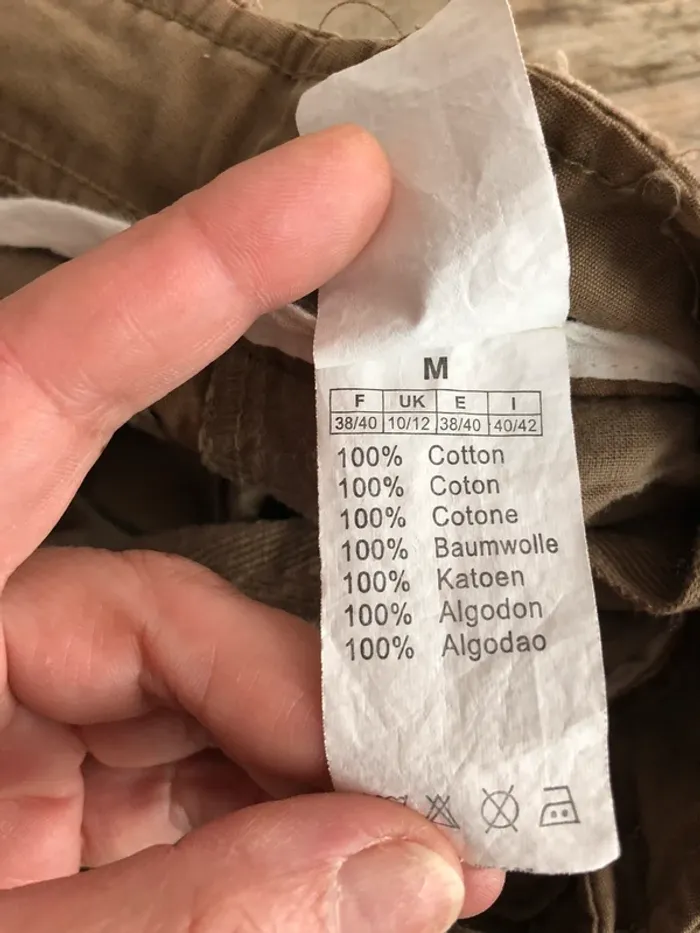 M
F UK E I
38/40 10/12 38/40 40/42
100% Cotton
100% Coton
100% Cotone
100% Baumwolle
100% Katoen
100% Algodon
100% Algodao